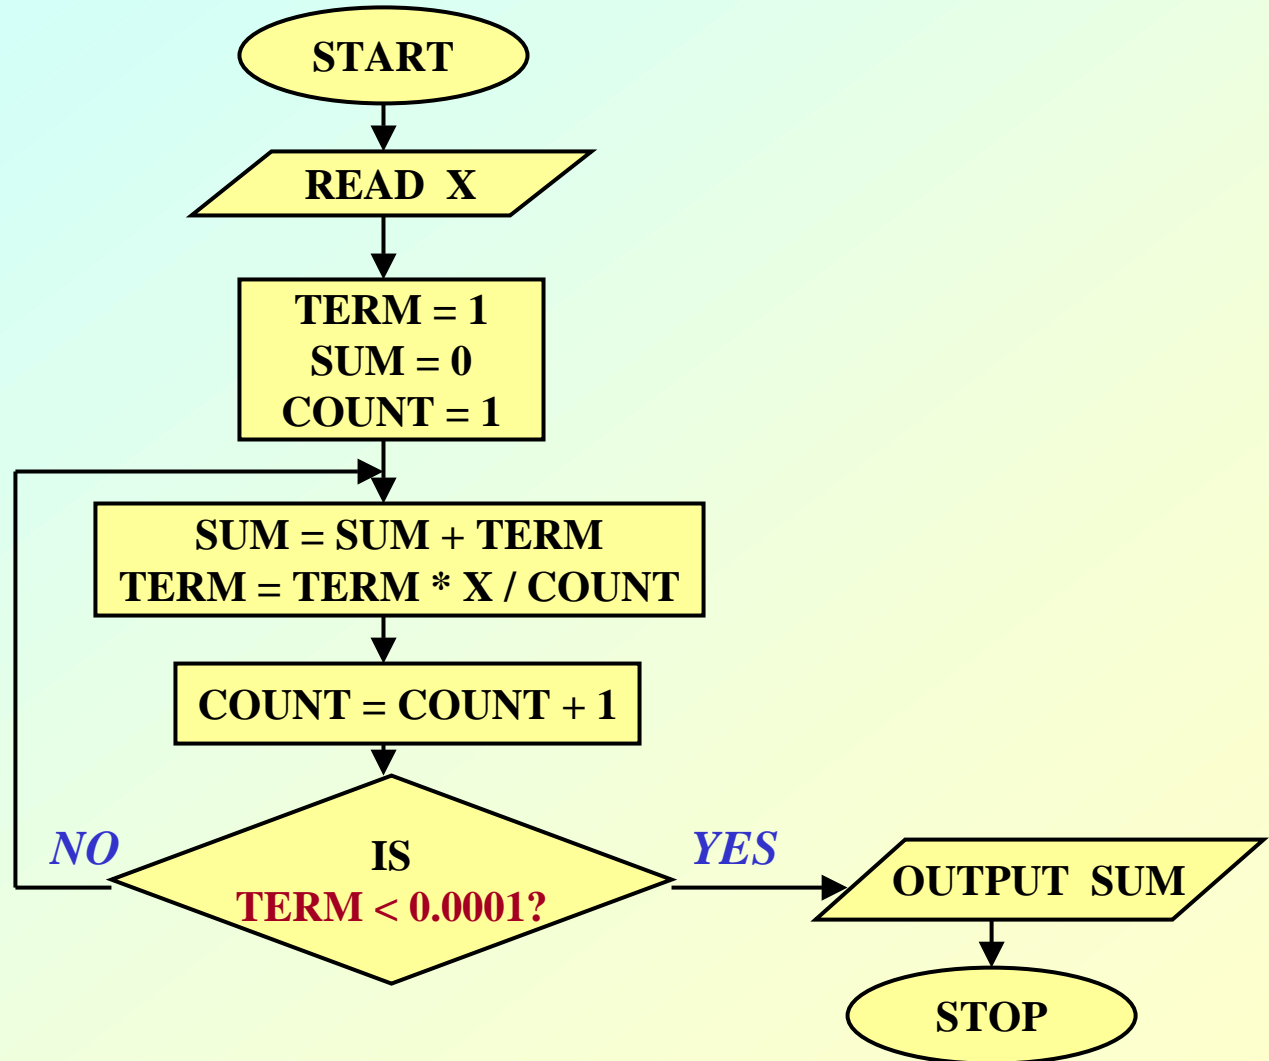 START
READ X
TERM = 1
SUM = 0
COUNT = 1
SUM = SUM + TERM
TERM = TERM * X / COUNT
COUNT = COUNT + 1
IS
TERM < 0.0001?
NO
YES
OUTPUT SUM
STOP